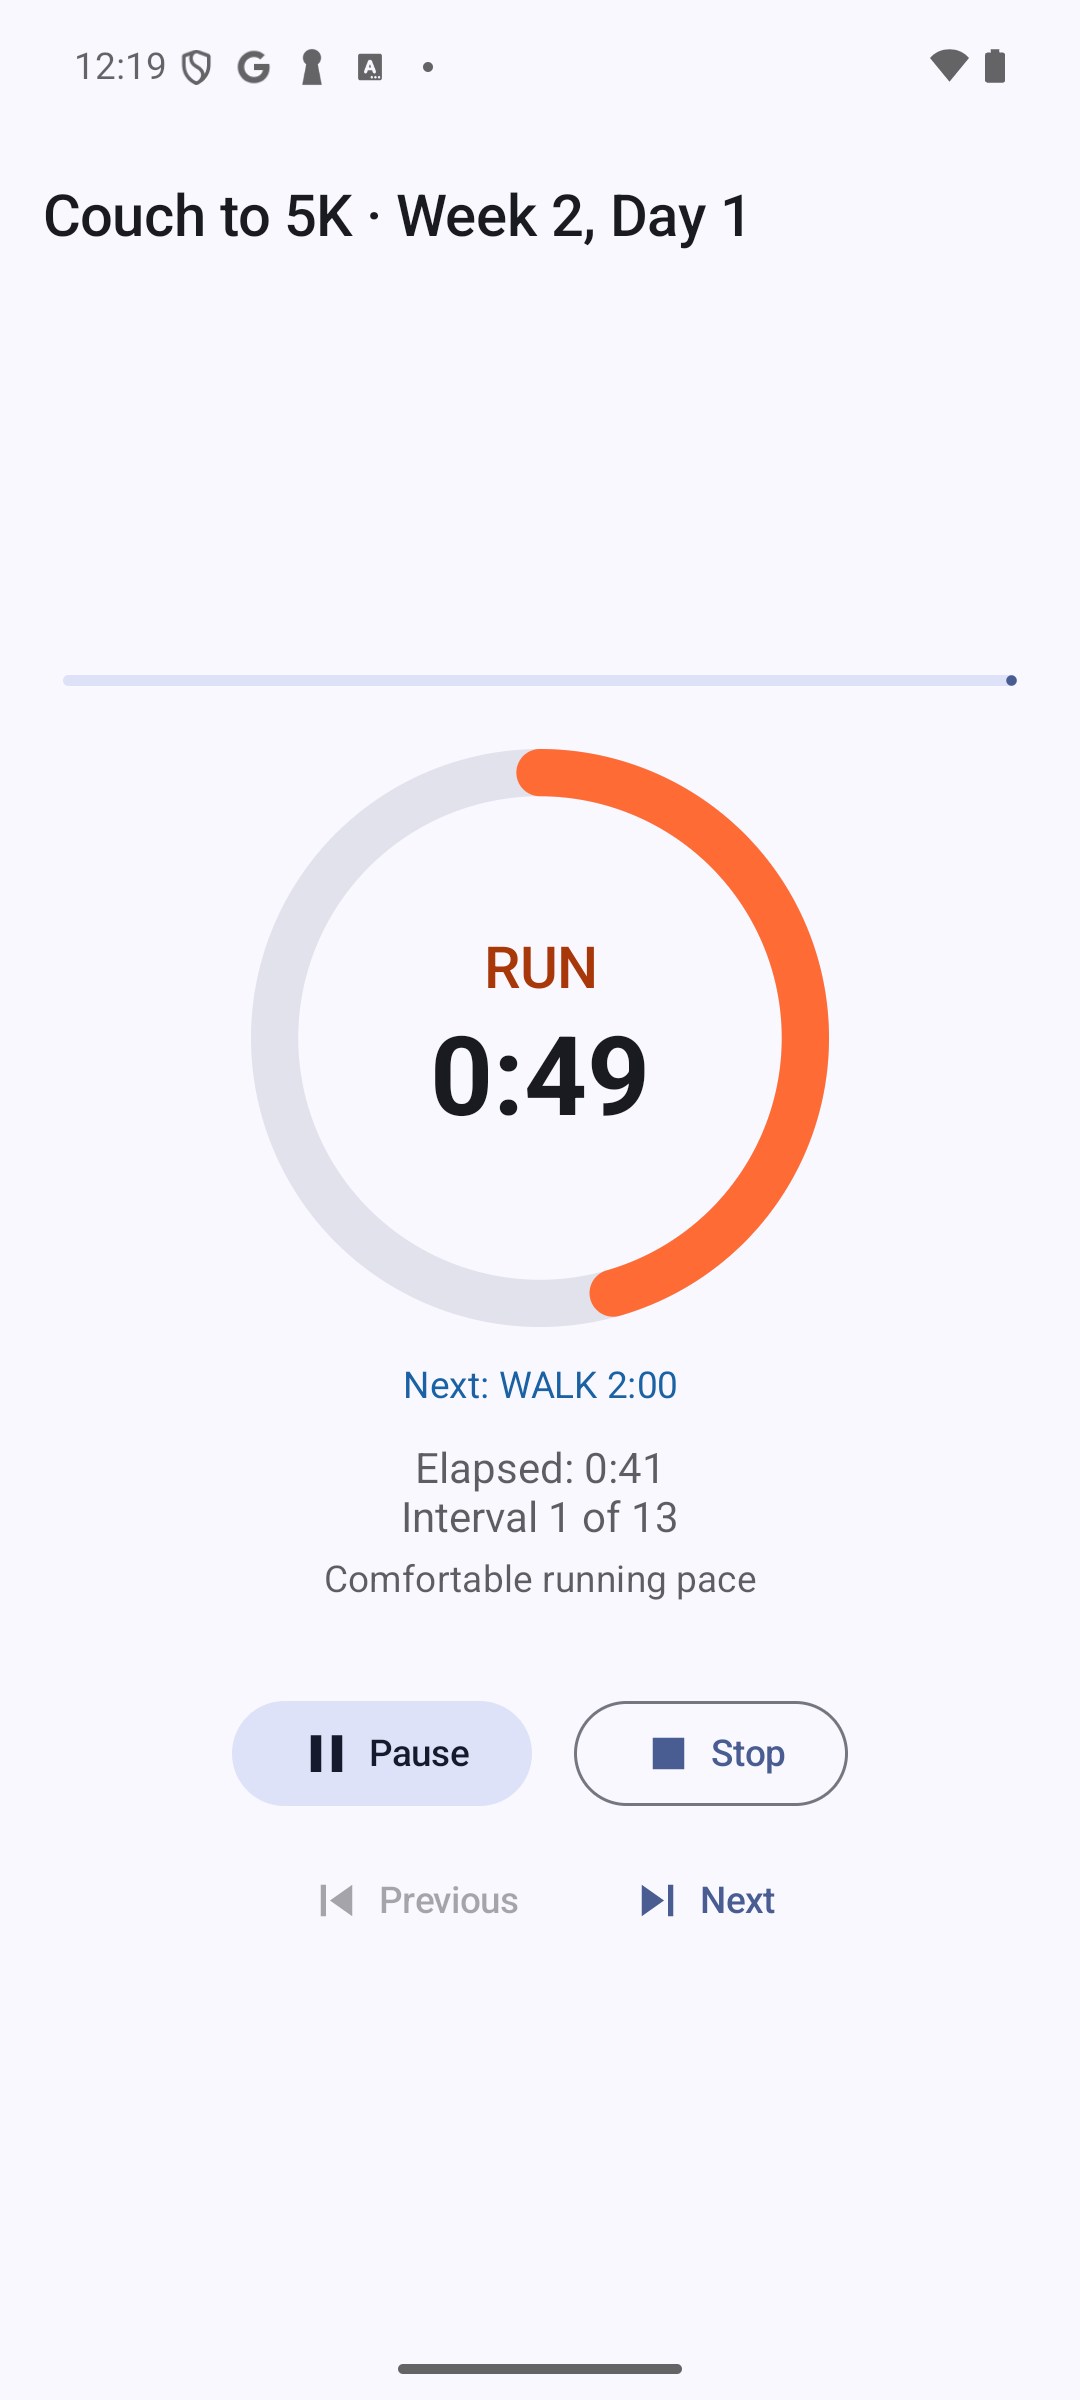 12:19
Couch to 5K · Week 2, Day 1
RUN
0:49
Next: WALK 2:00
Elapsed: 0:41
Interval 1 of 13
Comfortable running pace
Pause
Stop
Previous
Next